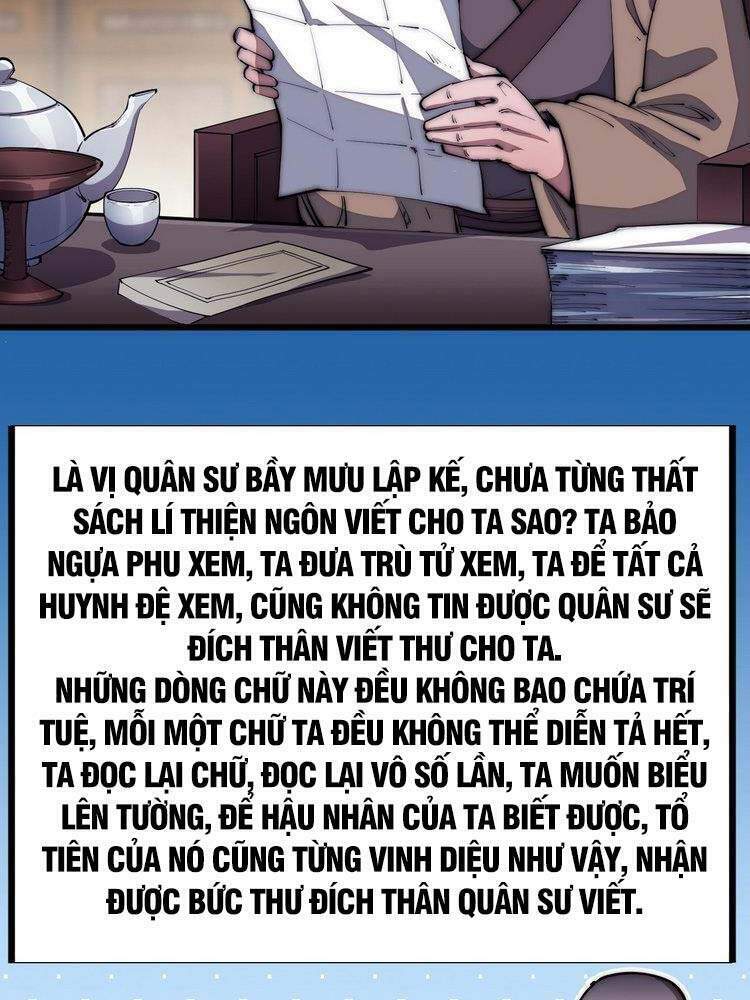 LÀ VỊ QUÂN SƯ BẦY MƯU LẬP KẾ, CHƯA TỪNG THẤT
SÁCH LÍ THIỆN NGÔN VIẾT CHO TA SAO? TA BẢO
NGỰA PHU XEM, TA ĐƯA TRÙ TỬ XEM, TA ĐỂ TẤT CẢ
HUYNH ĐỆ XEM, CŨNG KHÔNG TIN ĐƯỢC QUÂN SƯ SẼ
ĐÍCH THÂN VIẾT THƯ CHO TA.
NHỮNG DÒNG CHỮ NÀY ĐỀU KHÔNG BAO CHỨA TRÍ
TUỆ, MỖI MỘT CHỮ TA ĐỀU KHÔNG THỂ DIỄN TẢ HẾT,
TA ĐỌC LẠI CHỮ, ĐỌC LẠI VÔ SỐ LẦN, TA MUỐN BIỂU
LÊN TƯỜNG, ĐỂ HẬU NHÂN CỦA TA BIẾT ĐƯỢC, TỔ
TIÊN CỦA NÓ CŨNG TỪNG VINH DIỆU NHƯ VẬY, NHẬN
ĐƯỢC BỨC THƯ ĐÍCH THÂN QUÂN SƯ VIẾT.